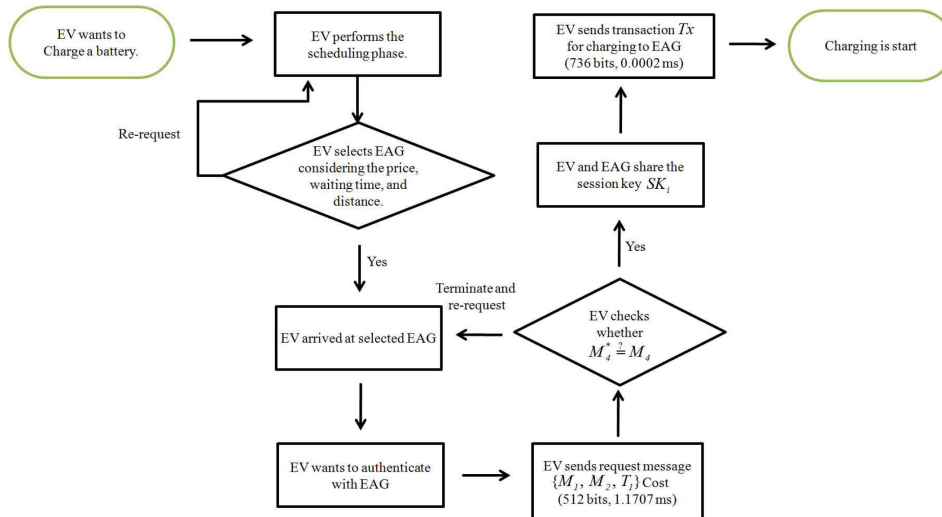 EV wants to
Charge a battery.
EV performs the
scheduling phase.
Re-request
EV selects EAG
considering the price,
waiting time, and
distance.
Yes
EV arrived at selected EAG
EV wants to authenticate
with EAG
EV sends request message
{M₁, M₂, T₁} Cost
(512 bits, 1.1707 ms)
EV checks
whether
M₄* ≟ M₄
Terminate and
re-request
Yes
EV and EAG share the
session key SKᵢ
EV sends transaction Tx
for charging to EAG
(736 bits, 0.0002 ms)
Charging is start